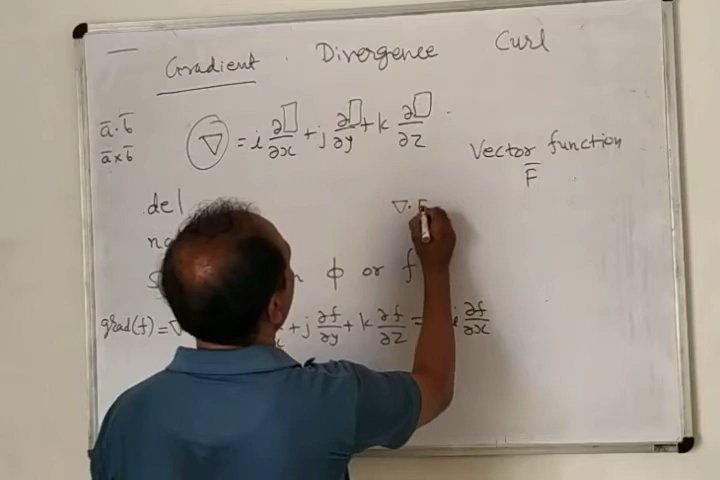 Gradient Divergence Curl
a̅·b̅
a̅×b̅
∇ = i ∂□/∂x + j ∂□/∂y + k ∂□/∂z
Vector function
F̅
del
∇·F
ϕ or f
grad(f) = ∇ + j ∂f/∂y + k ∂f/∂z = i ∂f/∂x